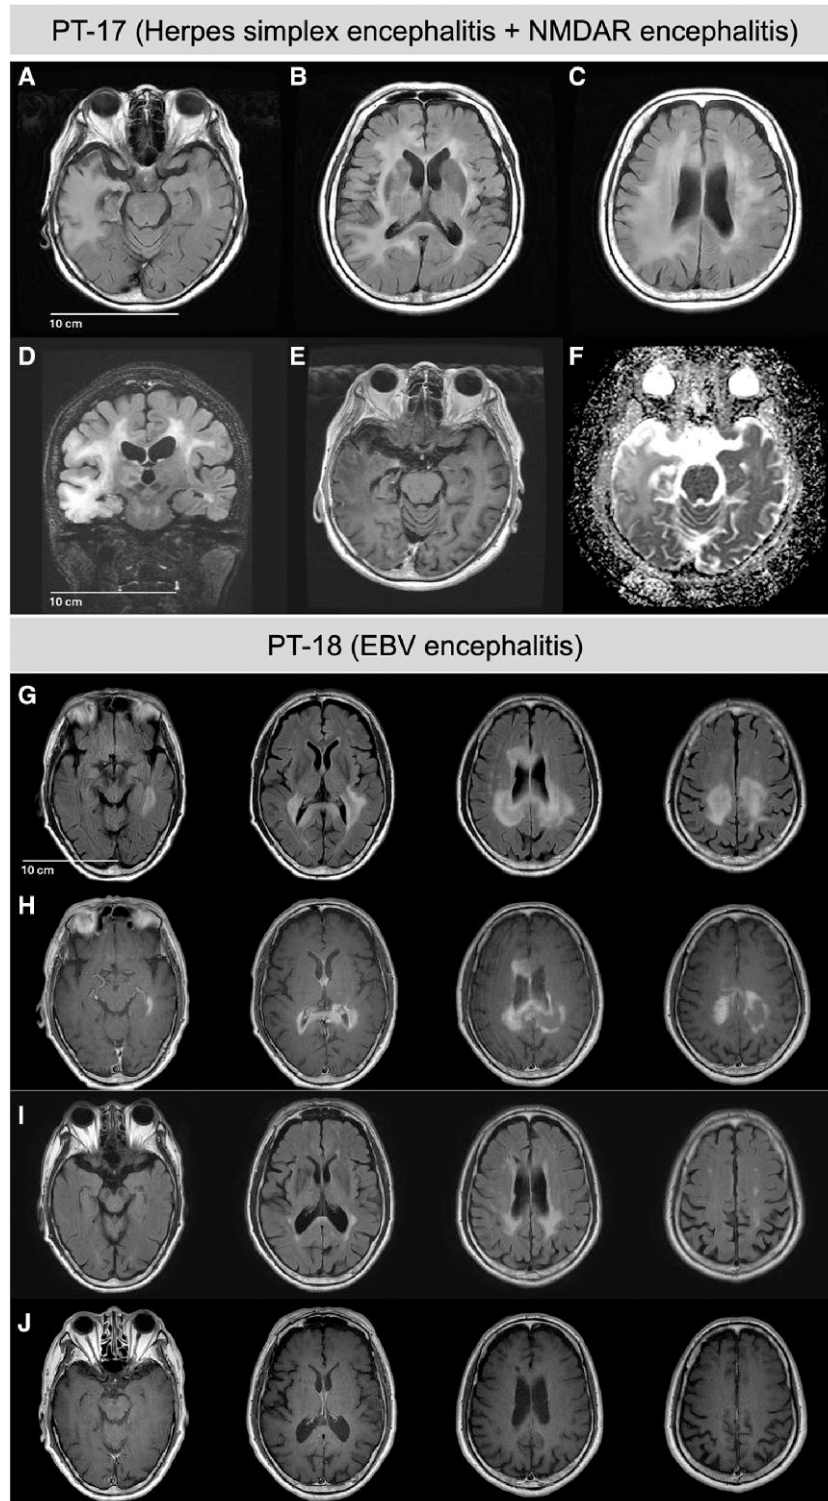 PT-17 (Herpes simplex encephalitis + NMDAR encephalitis)
A
B
C
10 cm
D
E
F
10 cm
PT-18 (EBV encephalitis)
G
10 cm
H
I
J